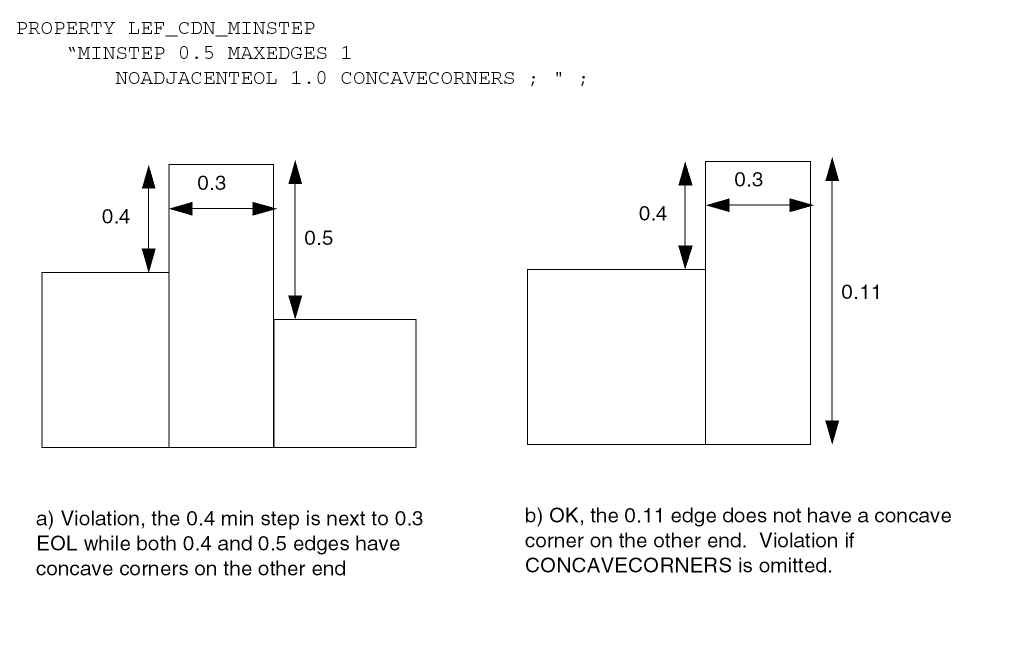 PROPERTY LEF_CDN_MINSTEP
“MINSTEP 0.5 MAXEDGES 1
NOADJACENTEOL 1.0 CONCAVECORNERS ; " ;
0.3
0.4
0.5
0.3
0.4
0.11
a) Violation, the 0.4 min step is next to 0.3
EOL while both 0.4 and 0.5 edges have
concave corners on the other end
b) OK, the 0.11 edge does not have a concave
corner on the other end.  Violation if
CONCAVECORNERS is omitted.